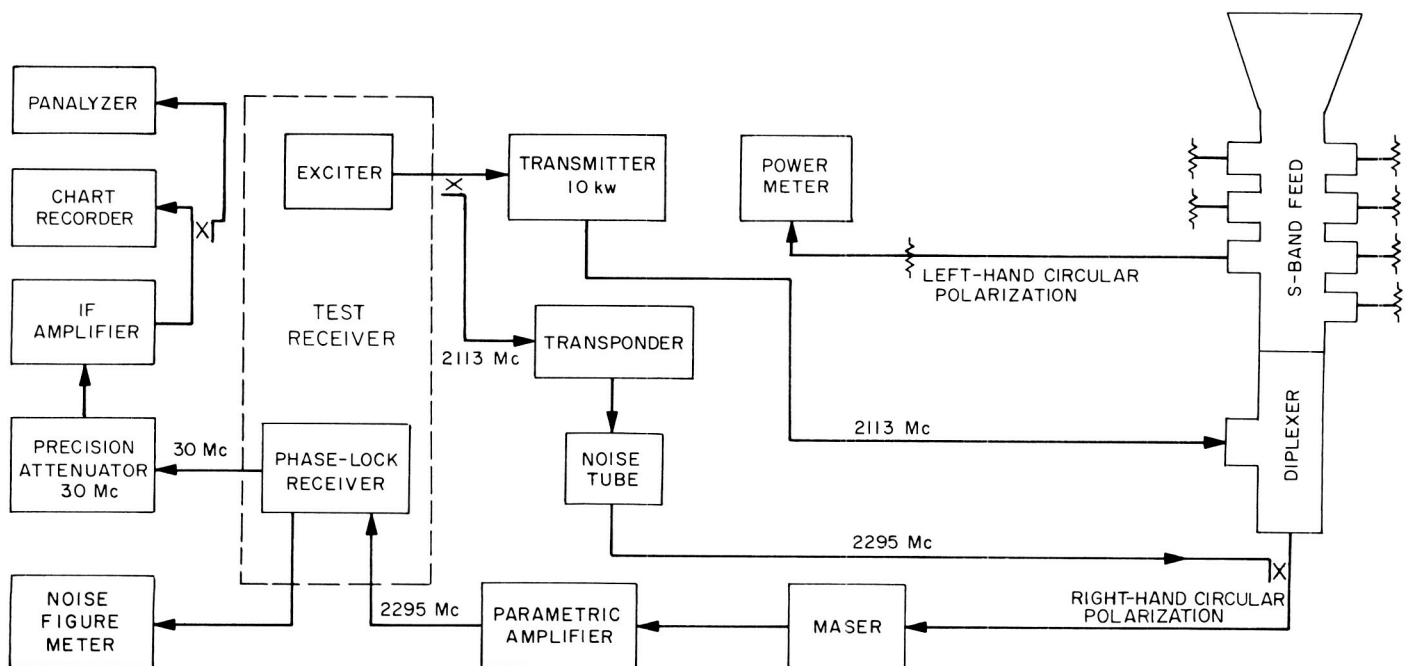 PANALYZER
CHART
RECORDER
IF
AMPLIFIER
PRECISION
ATTENUATOR
30 Mc
NOISE
FIGURE
METER
30 Mc
EXCITER
TEST
RECEIVER
PHASE-LOCK
RECEIVER
X
X
TRANSMITTER
10 kw
2113 Mc
TRANSPONDER
NOISE
TUBE
2295 Mc
PARAMETRIC
AMPLIFIER
MASER
POWER
METER
LEFT-HAND CIRCULAR
POLARIZATION
2113 Mc
2295 Mc
X
RIGHT-HAND CIRCULAR
POLARIZATION
S-BAND FEED
DIPLEXER